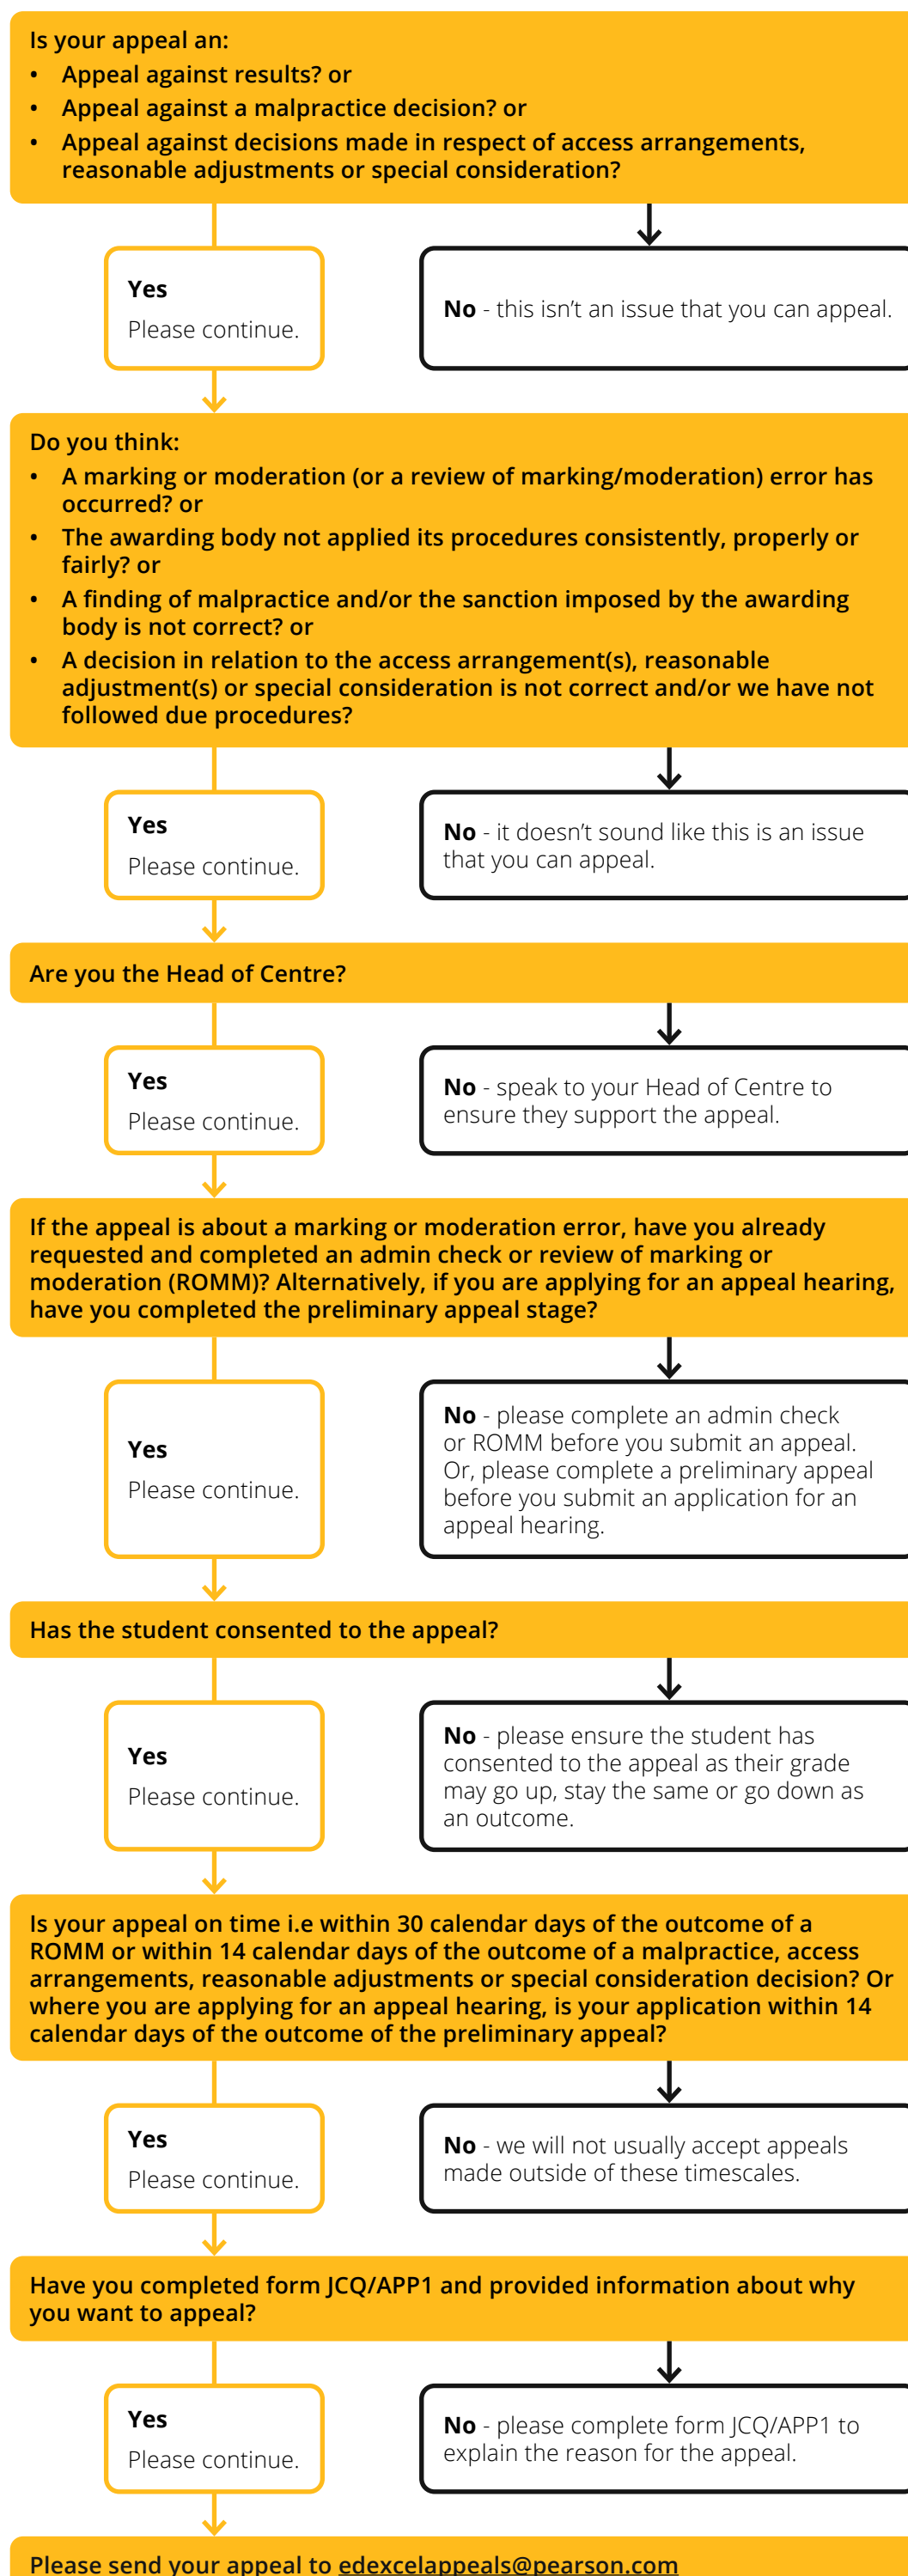 Is your appeal an:
• Appeal against results? or
• Appeal against a malpractice decision? or
• Appeal against decisions made in respect of access arrangements,
reasonable adjustments or special consideration?
Yes
Please continue.
No - this isn’t an issue that you can appeal.
Do you think:
• A marking or moderation (or a review of marking/moderation) error has
occurred? or
• The awarding body not applied its procedures consistently, properly or
fairly? or
• A finding of malpractice and/or the sanction imposed by the awarding
body is not correct? or
• A decision in relation to the access arrangement(s), reasonable
adjustment(s) or special consideration is not correct and/or we have not
followed due procedures?
Yes
Please continue.
No - it doesn’t sound like this is an issue
that you can appeal.
Are you the Head of Centre?
Yes
Please continue.
No - speak to your Head of Centre to
ensure they support the appeal.
If the appeal is about a marking or moderation error, have you already
requested and completed an admin check or review of marking or
moderation (ROMM)? Alternatively, if you are applying for an appeal hearing,
have you completed the preliminary appeal stage?
Yes
Please continue.
No - please complete an admin check
or ROMM before you submit an appeal.
Or, please complete a preliminary appeal
before you submit an application for an
appeal hearing.
Has the student consented to the appeal?
Yes
Please continue.
No - please ensure the student has
consented to the appeal as their grade
may go up, stay the same or go down as
an outcome.
Is your appeal on time i.e within 30 calendar days of the outcome of a
ROMM or within 14 calendar days of the outcome of a malpractice, access
arrangements, reasonable adjustments or special consideration decision? Or
where you are applying for an appeal hearing, is your application within 14
calendar days of the outcome of the preliminary appeal?
Yes
Please continue.
No - we will not usually accept appeals
made outside of these timescales.
Have you completed form JCQ/APP1 and provided information about why
you want to appeal?
Yes
Please continue.
No - please complete form JCQ/APP1 to
explain the reason for the appeal.
Please send your appeal to edexcelappeals@pearson.com